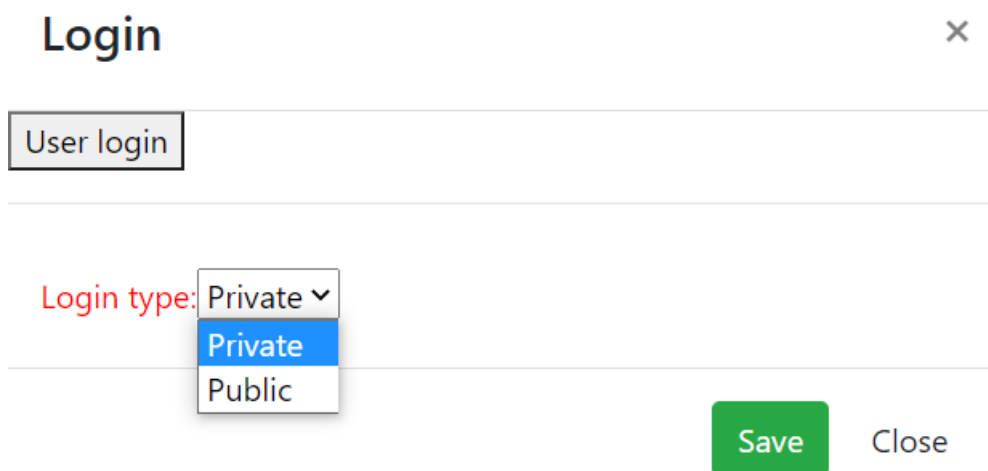 Login ×
User login
Login type: Private
Private
Public
Save Close